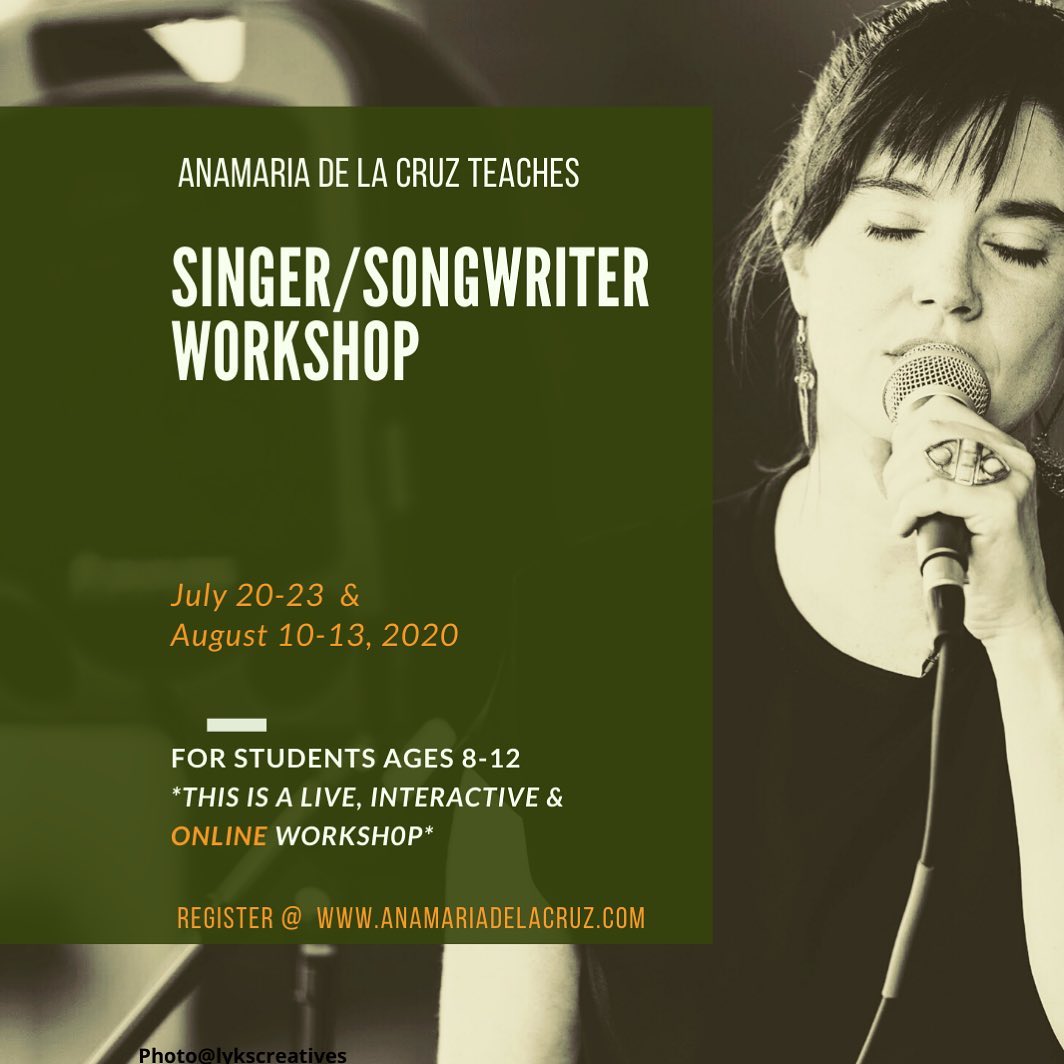 ANAMARIA DE LA CRUZ TEACHES
SINGER/SONGWRITER
WORKSHOP
July 20-23 &
August 10-13, 2020
FOR STUDENTS AGES 8-12
*THIS IS A LIVE, INTERACTIVE &
ONLINE WORKSH0P*
REGISTER @ WWW.ANAMARIADELACRUZ.COM
Photo@lykscreatives